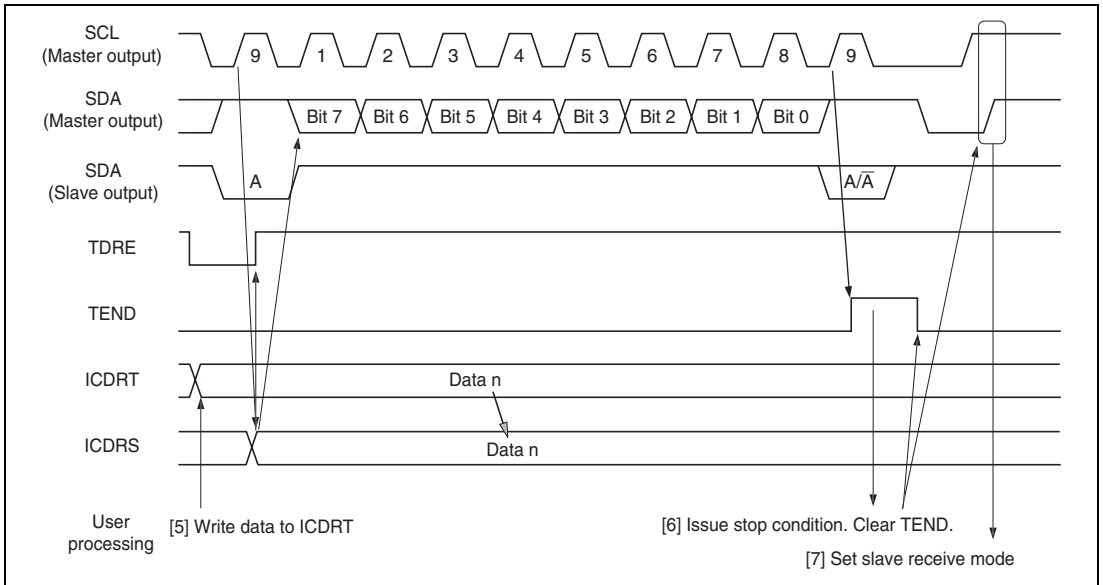 SCL
(Master output)
9 1 2 3 4 5 6 7 8 9
SDA
(Master output)
Bit 7 Bit 6 Bit 5 Bit 4 Bit 3 Bit 2 Bit 1 Bit 0
SDA
(Slave output)
A A/A̅
TDRE
TEND
ICDRT
Data n
ICDRS
Data n
User
processing
[5] Write data to ICDRT
[6] Issue stop condition. Clear TEND.
[7] Set slave receive mode